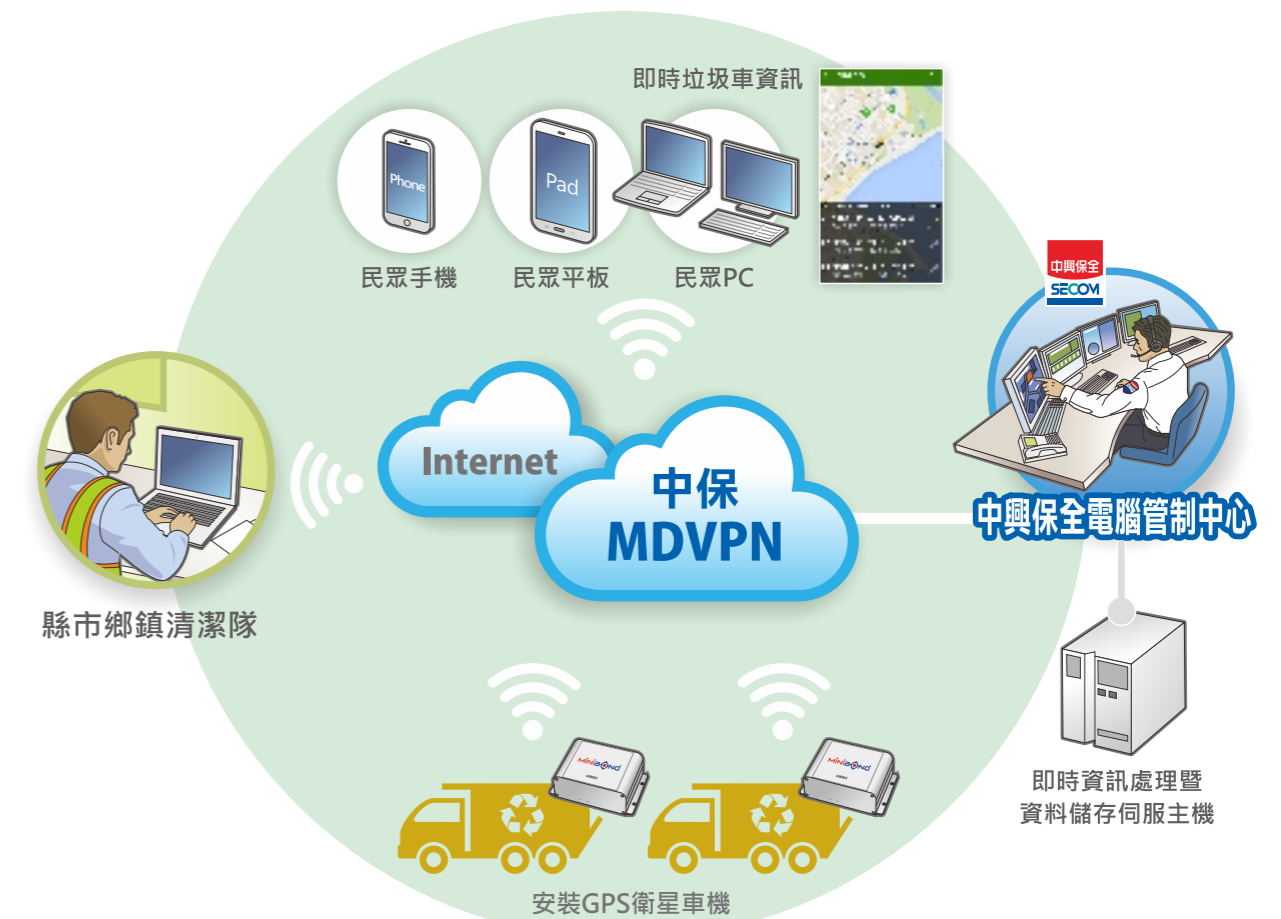 即時垃圾車資訊
Phone
Pad
民眾手機
民眾平板
民眾PC
中興保全
SECOM
Internet
中保
MDVPN
中興保全電腦管制中心
縣市鄉鎮清潔隊
MiniBond
MiniBond
即時資訊處理暨
資料儲存伺服主機
安裝GPS衛星車機